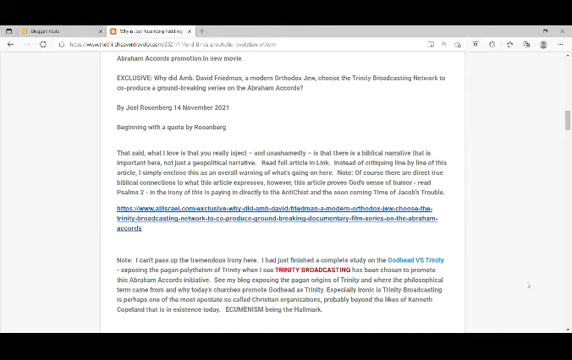 Blogger: Posts
Why is Joel Rosenberg Peddling
Abraham Accords promotion in new movie
EXCLUSIVE: Why did Amb. David Friedman, a modern Orthodox Jew, choose the Trinity Broadcasting Network to
co-produce a ground-breaking series on the Abraham Accords?
By Joel Rosenberg 14 November 2021
Beginning with a quote by Rosenberg
That said, what I love is that you really inject – and unashamedly – is that there is a biblical narrative that is
important here, not just a geopolitical narrative. Read full article in Link. Instead of critiquing line by line of this
article, I simply enclose this as an overall warning of what's going on here. Note: Of course there are direct true
biblical connections to what this article expresses, however, this article proves God's sense of humor - read
Psalms 2 - in the irony of this is paying in directly to the AntiChist and the soon coming Time of Jacob's Trouble.
https://www.allisrael.com/exclusive-why-did-amb-david-friedman-a-modern-orthodox-jew-choose-the-
trinity-broadcasting-network-to-co-produce-ground-breaking-documentary-film-series-on-the-abraham-
accords
Note: I can't pass up the tremendous irony here. I had just finished a complete study on the Godhead VS Trinity -
exposing the pagan polytheism of Trinity when I see TRINITY BROADCASTING has been chosen to promote
this Abraham Accords initiative. See my blog exposing the pagan origins of Trinity and where the philosophical
term came from and why today's churches promote Godhead as Trinity. Especially ironic is Trinity Broadcasting
is perhaps one of the most apostate so called Christian organizations, probably beyond the likes of Kenneth
Copeland that is in existence today. ECUMENISM being the Hallmark.